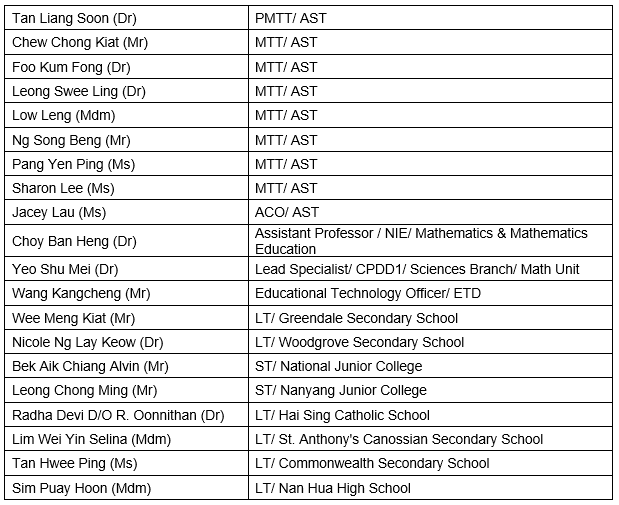 Tan Liang Soon (Dr) PMTT/ AST
Chew Chong Kiat (Mr) MTT/ AST
Foo Kum Fong (Dr) MTT/ AST
Leong Swee Ling (Dr) MTT/ AST
Low Leng (Mdm) MTT/ AST
Ng Song Beng (Mr) MTT/ AST
Pang Yen Ping (Ms) MTT/ AST
Sharon Lee (Ms) MTT/ AST
Jacey Lau (Ms) ACO/ AST
Choy Ban Heng (Dr) Assistant Professor / NIE/ Mathematics & Mathematics
Education
Yeo Shu Mei (Dr) Lead Specialist/ CPDD1/ Sciences Branch/ Math Unit
Wang Kangcheng (Mr) Educational Technology Officer/ ETD
Wee Meng Kiat (Mr) LT/ Greendale Secondary School
Nicole Ng Lay Keow (Dr) LT/ Woodgrove Secondary School
Bek Aik Chiang Alvin (Mr) ST/ National Junior College
Leong Chong Ming (Mr) ST/ Nanyang Junior College
Radha Devi D/O R. Oonnithan (Dr) LT/ Hai Sing Catholic School
Lim Wei Yin Selina (Mdm) LT/ St. Anthony's Canossian Secondary School
Tan Hwee Ping (Ms) LT/ Commonwealth Secondary School
Sim Puay Hoon (Mdm) LT/ Nan Hua High School